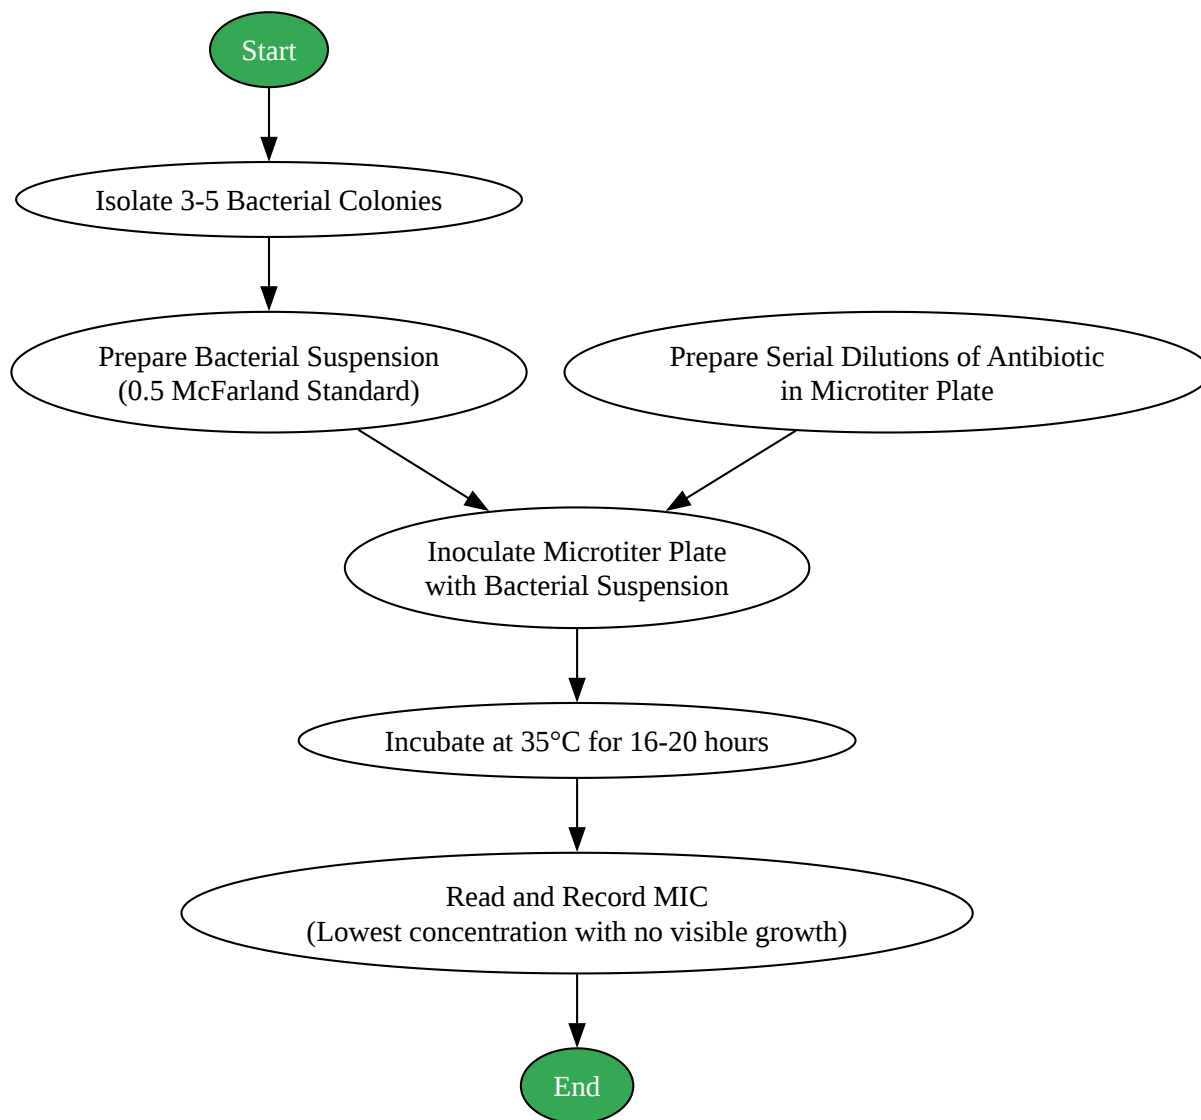 Start
Isolate 3-5 Bacterial Colonies
Prepare Bacterial Suspension
(0.5 McFarland Standard)
Prepare Serial Dilutions of Antibiotic
in Microtiter Plate
Inoculate Microtiter Plate
with Bacterial Suspension
Incubate at 35°C for 16-20 hours
Read and Record MIC
(Lowest concentration with no visible growth)
End